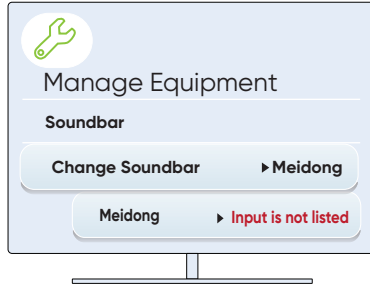 Manage Equipment
Soundbar
Change Soundbar ▶Meidong
Meidong ▶ Input is not listed